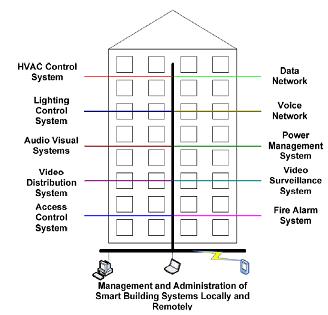 HVAC Control
System
Data
Network
Lighting
Control
System
Voice
Network
Audio Visual
Systems
Power
Management
System
Video
Distribution
System
Video
Surveillance
System
Access
Control
System
Fire Alarm
System
Management and Administration of
Smart Building Systems Locally and
Remotely